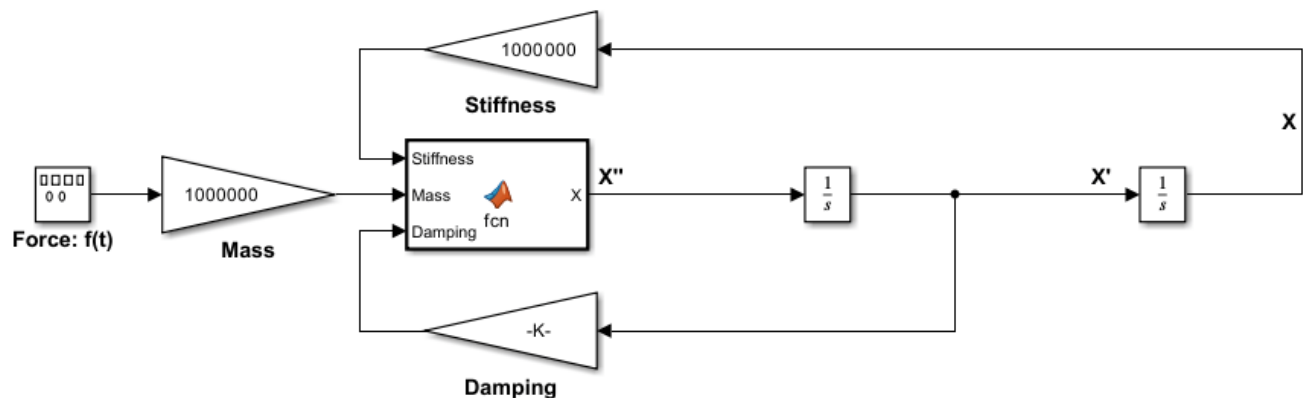 1000000
Stiffness
X
Stiffness
X"
X'
1000000
Mass
X
1
s
1
s
fcn
Force: f(t)
Damping
Mass
-K-
Damping